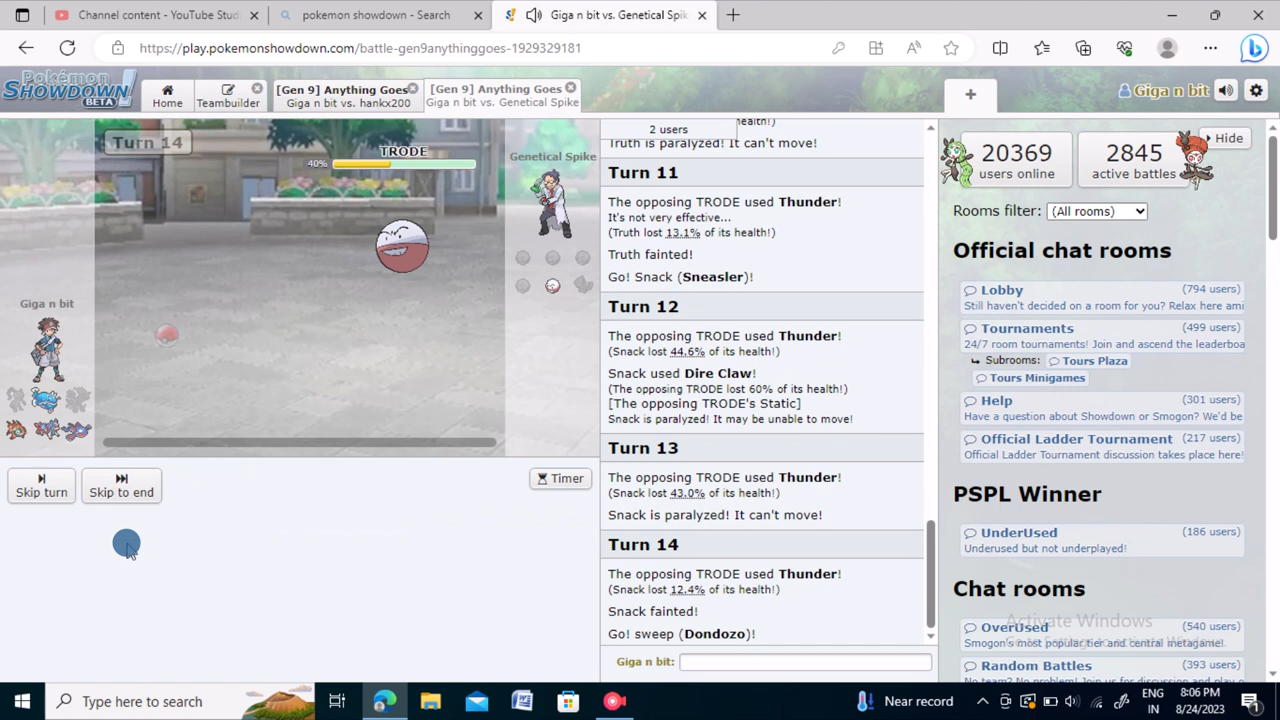 Channel content - YouTube Studi
pokemon showdown - Search
Giga n bit vs. Genetical Spik
https://play.pokemonshowdown.com/battle-gen9anythinggoes-1929329181
Pokémon
SHOWDOWN
BETA
Home
Teambuilder
[Gen 9] Anything Goes
Giga n bit vs. hankx200
[Gen 9] Anything Goes
Giga n bit vs. Genetical Spike
Giga n bit
Turn 14
TRODE
40%
Genetical Spike
Giga n bit
Skip turn
Skip to end
Timer
2 users
health!)
Truth is paralyzed! It can't move!
Turn 11
The opposing TRODE used Thunder!
It's not very effective...
(Truth lost 13.1% of its health!)
Truth fainted!
Go! Snack (Sneasler)!
Turn 12
The opposing TRODE used Thunder!
(Snack lost 44.6% of its health!)
Snack used Dire Claw!
(The opposing TRODE lost 60% of its health!)
[The opposing TRODE's Static]
Snack is paralyzed! It may be unable to move!
Turn 13
The opposing TRODE used Thunder!
(Snack lost 43.0% of its health!)
Snack is paralyzed! It can't move!
Turn 14
The opposing TRODE used Thunder!
(Snack lost 12.4% of its health!)
Snack fainted!
Go! sweep (Dondozo)!
Giga n bit:
Hide
20369
users online
2845
active battles
Rooms filter: (All rooms)
Official chat rooms
Lobby (794 users)
Still haven't decided on a room for you? Relax here ami
Tournaments (499 users)
24/7 room tournaments! Join and ascend the leaderboa
Subrooms: Tours Plaza
Tours Minigames
Help (301 users)
Have a question about Showdown or Smogon? We'd be
Official Ladder Tournament (217 users)
Official Ladder Tournament discussion takes place here!
PSPL Winner
UnderUsed (186 users)
Underused but not underplayed!
Chat rooms
OverUsed (540 users)
Smogon's most popular tier and central metagame!
Random Battles (393 users)
Activate Windows
Go to Settings to activate Windows.
Type here to search
Near record
ENG
IN
8:06 PM
8/24/2023
1